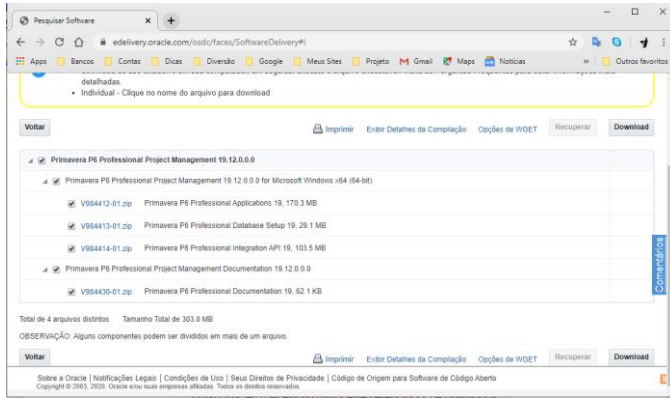 Pesquisar Software
edelivery.oracle.com/osdc/faces/SoftwareDelivery#!
Apps Bancos Contas Dicas Diversão Google Meus Sites Projeto Gmail Maps Noticias » Outros favoritos
detalhadas.
• Individual - Clique no nome do arquivo para download
Voltar Imprimir Exibir Detalhes da Compilação Opções de WGET Recuperar Download
Primavera P6 Professional Project Management 19.12.0.0.0
Primavera P6 Professional Project Management 19.12.0.0.0 for Microsoft Windows x64 (64-bit)
V984412-01.zip Primavera P6 Professional Applications 19, 170.3 MB
V984413-01.zip Primavera P6 Professional Database Setup 19, 29.1 MB
V984414-01.zip Primavera P6 Professional Integration API 19, 103.5 MB
Primavera P6 Professional Project Management Documentation 19.12.0.0.0
V984430-01.zip Primavera P6 Professional Documentation 19, 62.1 KB
Comentários
Total de 4 arquivos distintos Tamanho Total de 303.0 MB
OBSERVAÇÃO: Alguns componentes podem ser divididos em mais de um arquivo.
Voltar Imprimir Exibir Detalhes da Compilação Opções de WGET Recuperar Download
Sobre a Oracle | Notificações Legais | Condições de Uso | Seus Direitos de Privacidade | Código de Origem para Software de Código Aberto
Copyright © 2003, 2020, Oracle e/ou suas empresas afiliadas. Todos os direitos reservados.